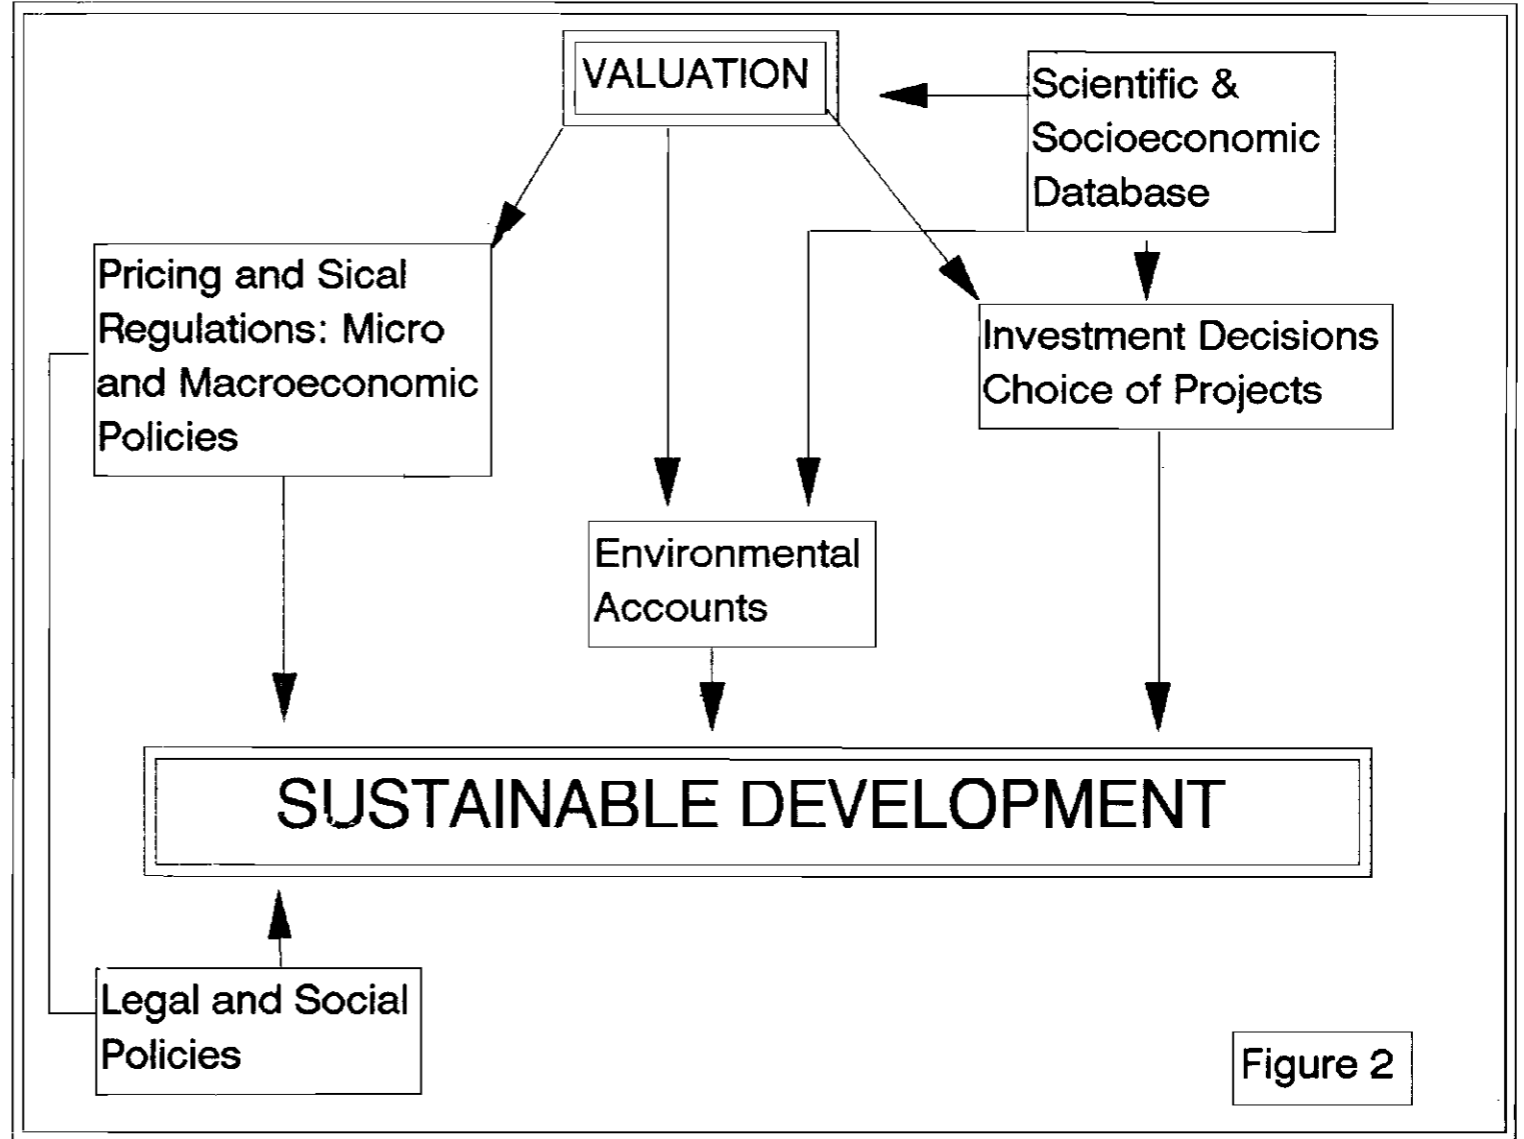 VALUATION
Scientific &
Socioeconomic
Database
Pricing and Sical
Regulations: Micro
and Macroeconomic
Policies
Investment Decisions
Choice of Projects
Environmental
Accounts
SUSTAINABLE DEVELOPMENT
Legal and Social
Policies
Figure 2